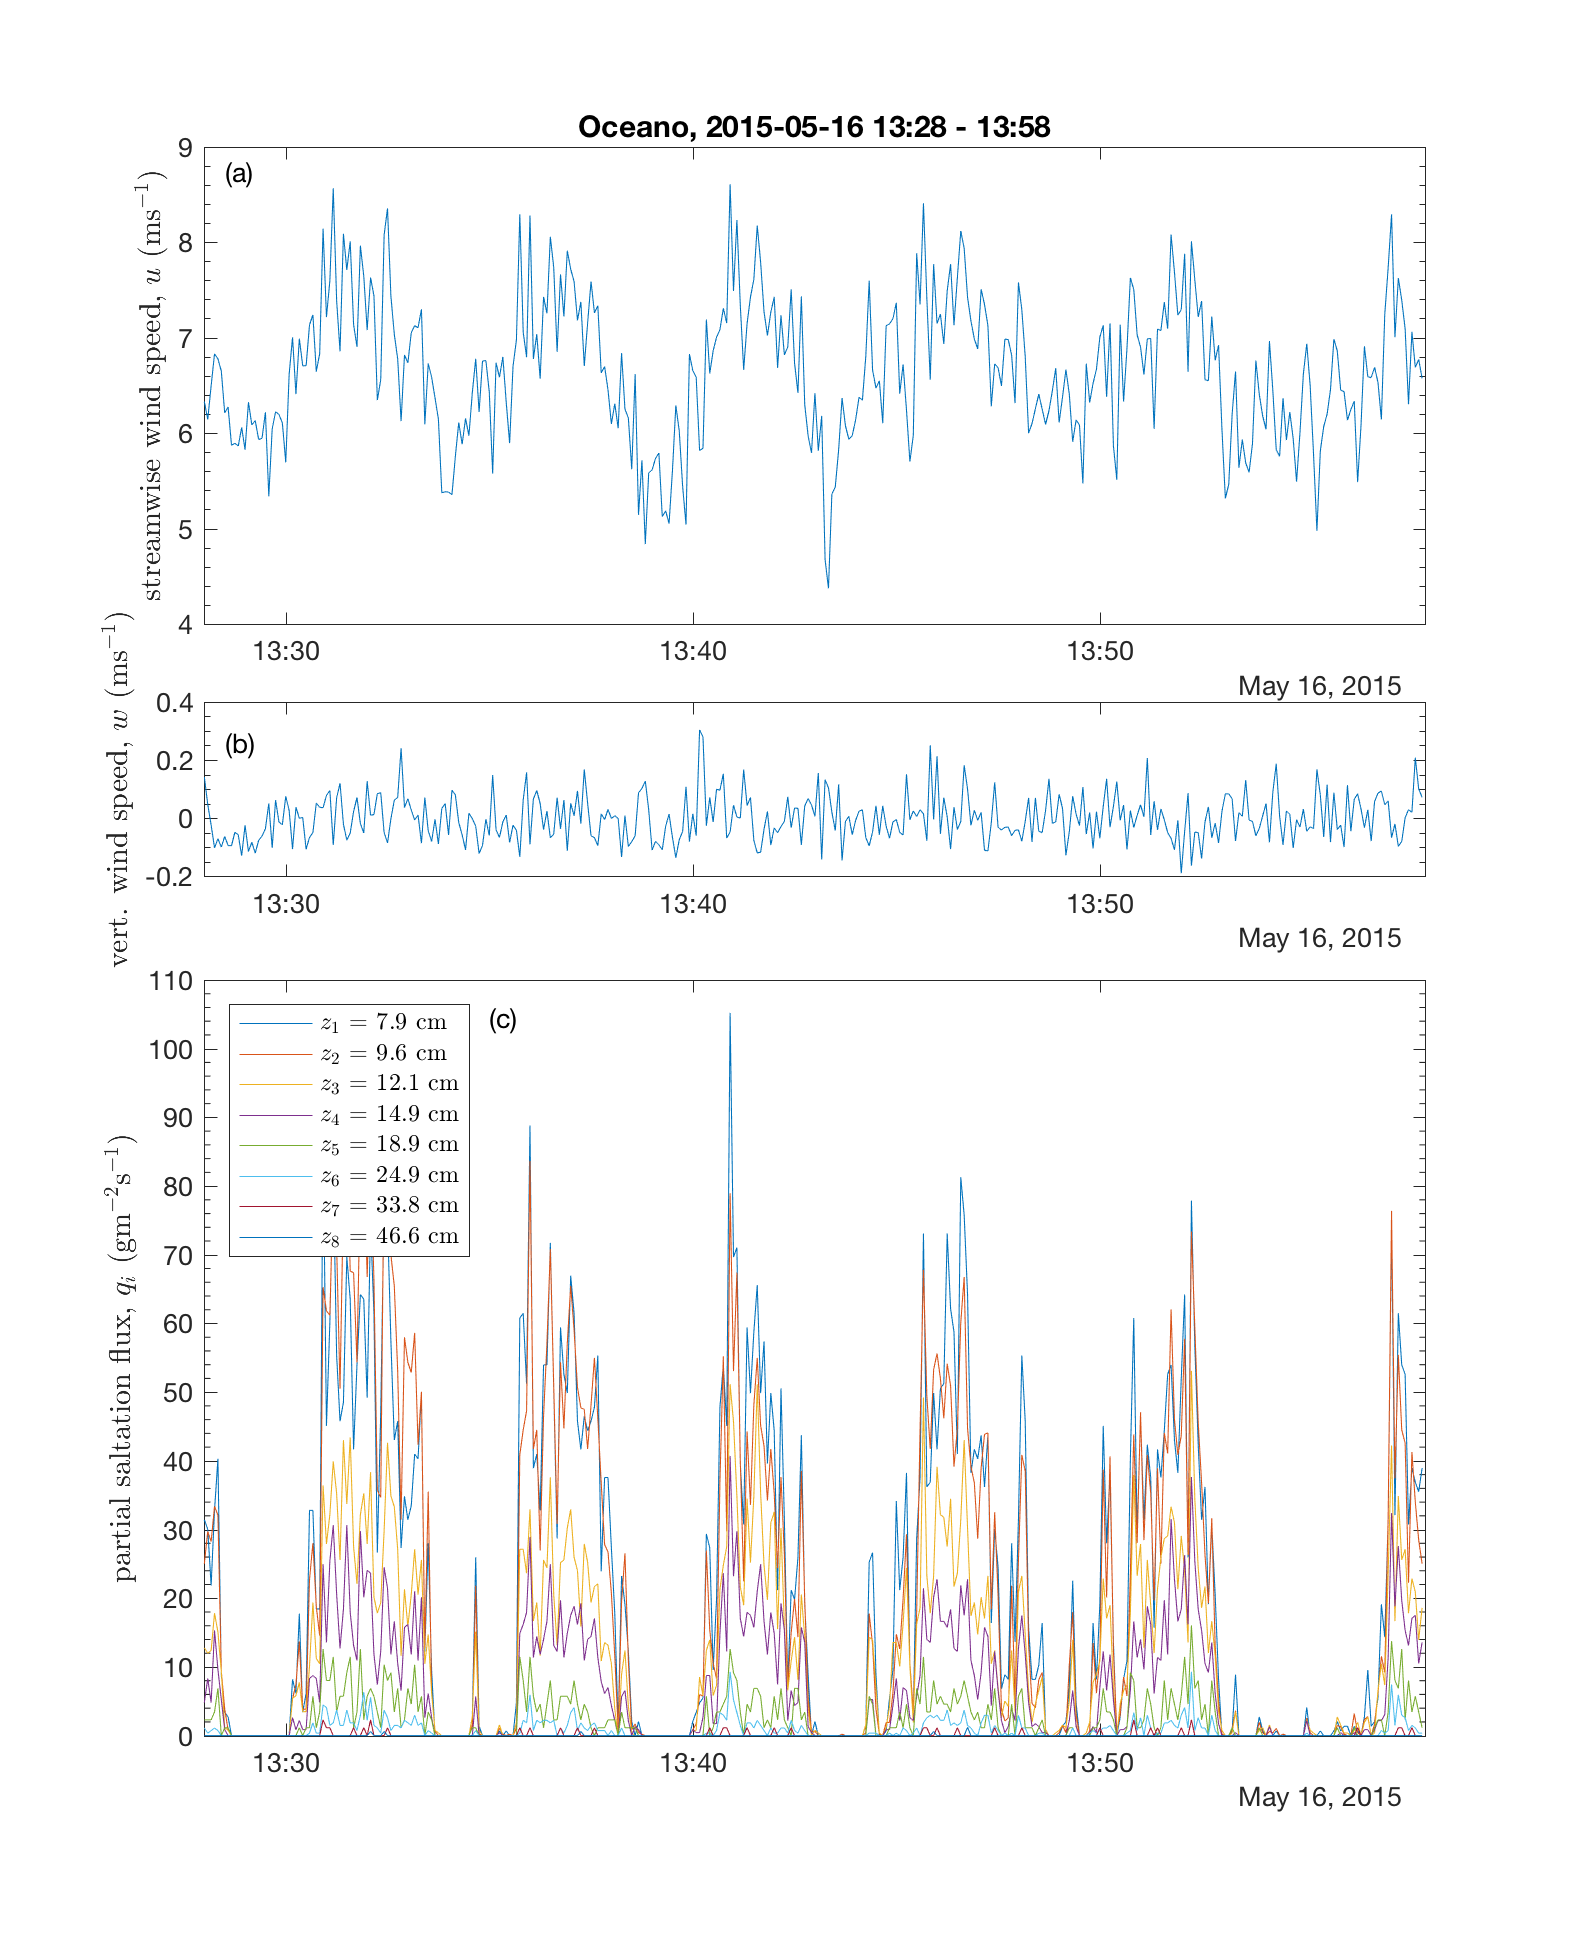 Oceano, 2015-05-16 13:28 - 13:58
(a)
streamwise wind speed, u (ms⁻¹)
9
8
7
6
5
4
13:30 13:40 13:50
May 16, 2015
(b)
vert. wind speed, w (ms⁻¹)
0.4
0.2
0
-0.2
13:30 13:40 13:50
May 16, 2015
(c)
partial saltation flux, qᵢ (gm⁻²s⁻¹)
110
100
90
80
70
60
50
40
30
20
10
0
z₁ = 7.9 cm
z₂ = 9.6 cm
z₃ = 12.1 cm
z₄ = 14.9 cm
z₅ = 18.9 cm
z₆ = 24.9 cm
z₇ = 33.8 cm
z₈ = 46.6 cm
13:30 13:40 13:50
May 16, 2015